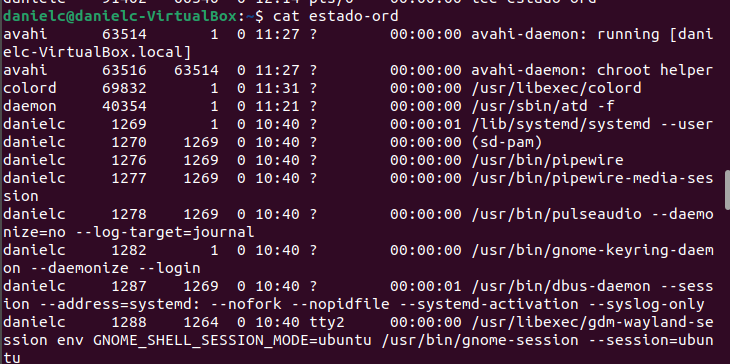 danielc@danielc-VirtualBox:~$ cat estado-ord
avahi      63514       1  0 11:27 ?        00:00:00 avahi-daemon: running [dani
elc-VirtualBox.local]
avahi      63516   63514  0 11:27 ?        00:00:00 avahi-daemon: chroot helper
colord     69832       1  0 11:31 ?        00:00:00 /usr/libexec/colord
daemon     40354       1  0 11:21 ?        00:00:00 /usr/sbin/atd -f
danielc     1269       1  0 10:40 ?        00:00:01 /lib/systemd/systemd --user
danielc     1270    1269  0 10:40 ?        00:00:00 (sd-pam)
danielc     1276    1269  0 10:40 ?        00:00:00 /usr/bin/pipewire
danielc     1277    1269  0 10:40 ?        00:00:00 /usr/bin/pipewire-media-ses
sion
danielc     1278    1269  0 10:40 ?        00:00:00 /usr/bin/pulseaudio --daemo
nize=no --log-target=journal
danielc     1282       1  0 10:40 ?        00:00:00 /usr/bin/gnome-keyring-daem
on --daemonize --login
danielc     1287    1269  0 10:40 ?        00:00:01 /usr/bin/dbus-daemon --sess
ion --address=systemd: --nofork --nopidfile --systemd-activation --syslog-only
danielc     1288    1264  0 10:40 tty2     00:00:00 /usr/libexec/gdm-wayland-se
ssion env GNOME_SHELL_SESSION_MODE=ubuntu /usr/bin/gnome-session --session=ubun
tu